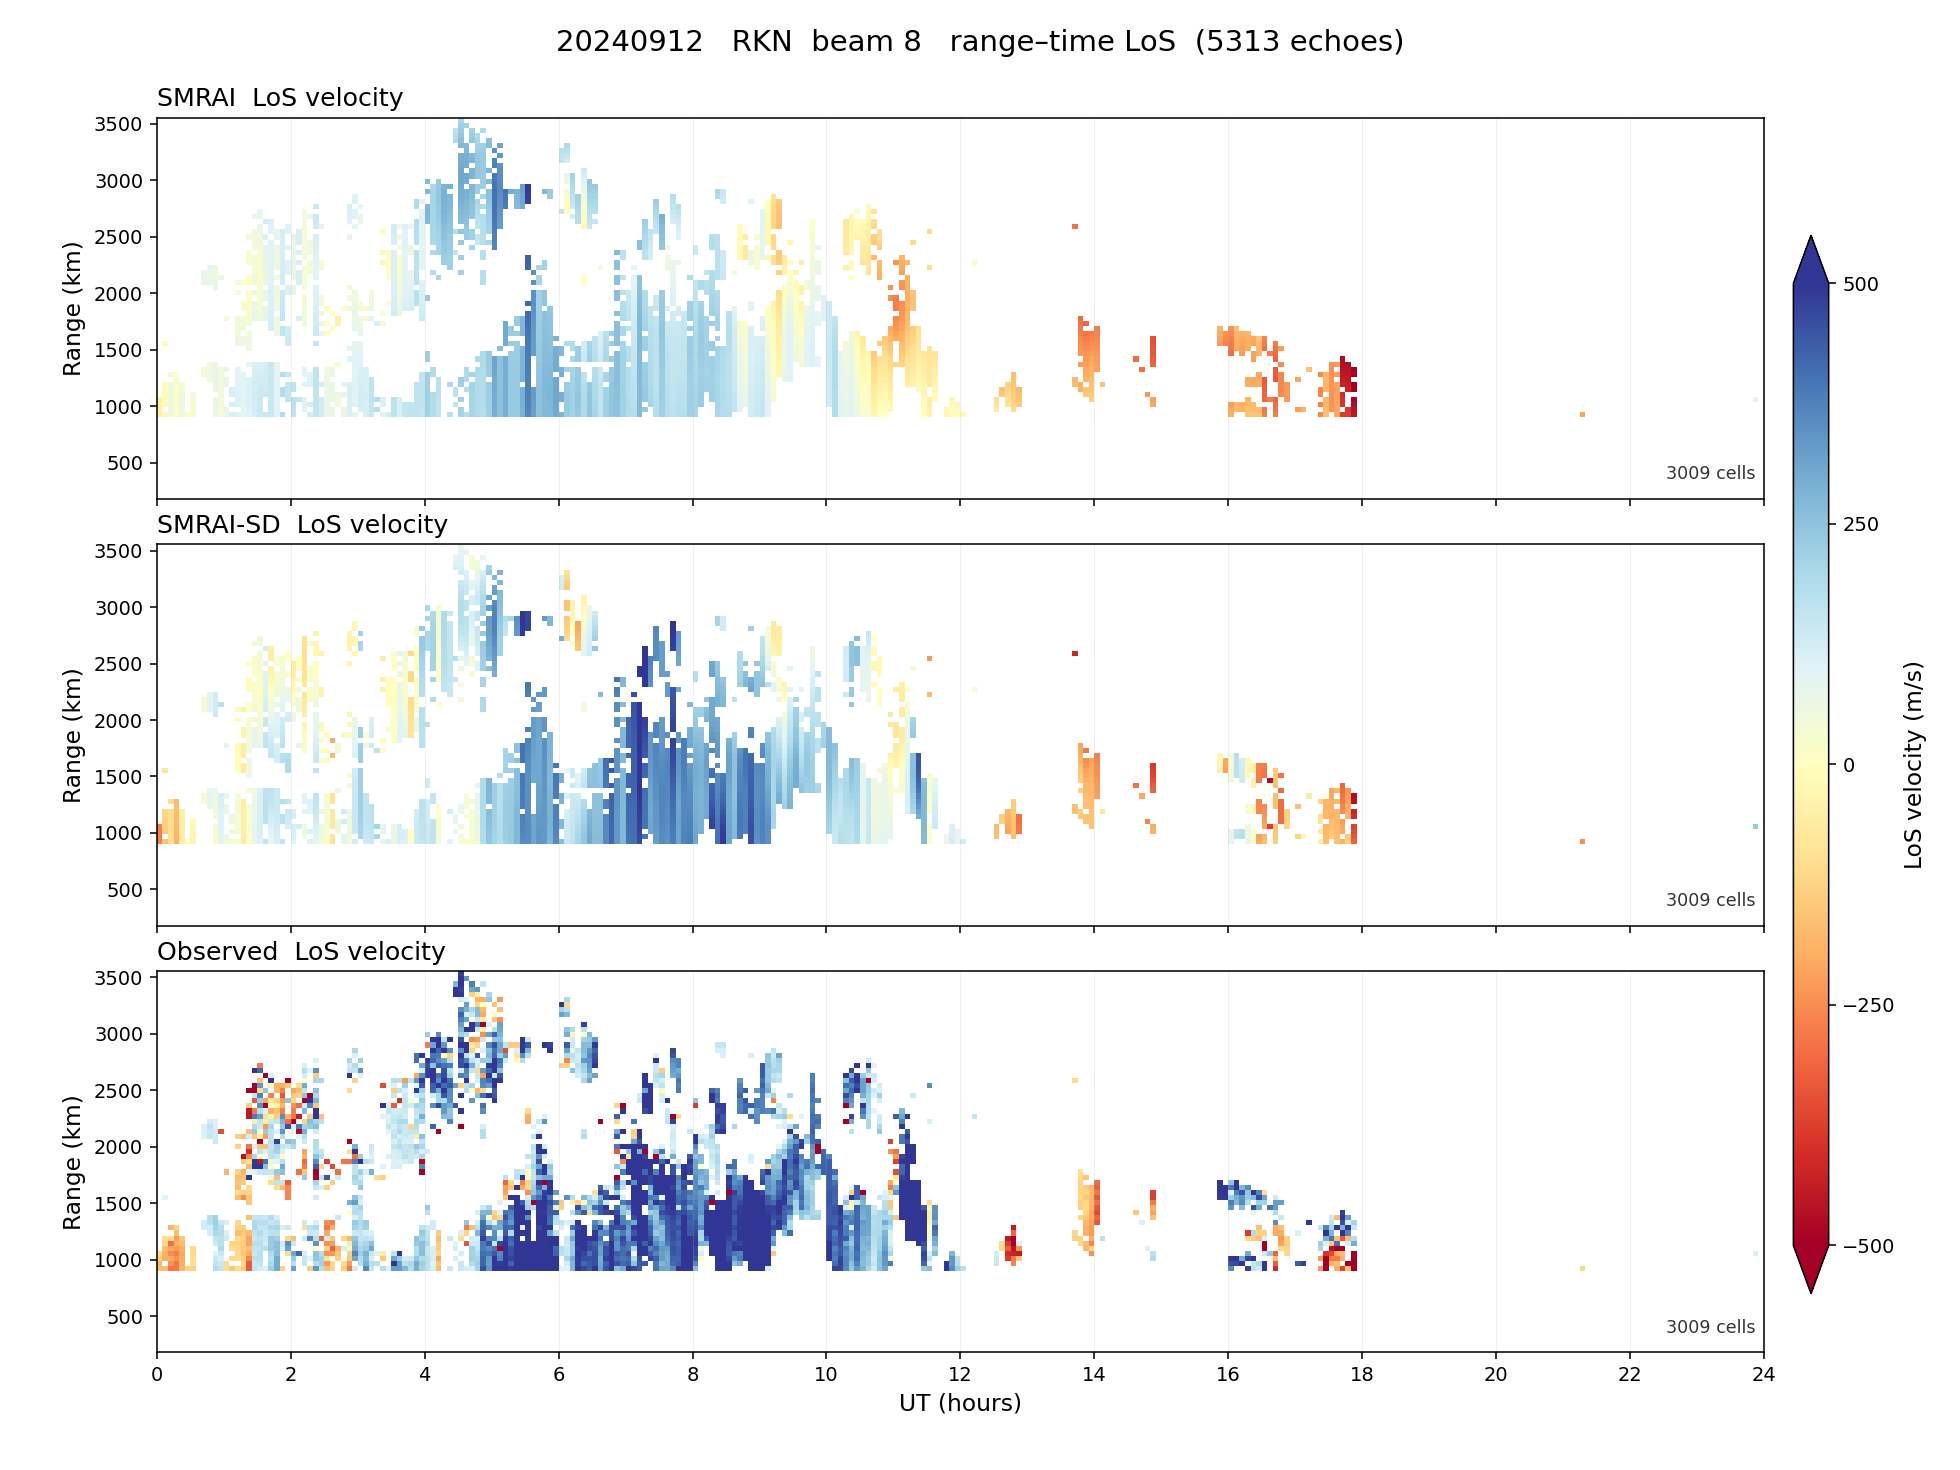 20240912   RKN  beam 8   range–time LoS  (5313 echoes)
SMRAI  LoS velocity
3500
3000
2500
2000
1500
1000
500
Range (km)
3009 cells
SMRAI-SD  LoS velocity
3500
3000
2500
2000
1500
1000
500
Range (km)
3009 cells
Observed  LoS velocity
3500
3000
2500
2000
1500
1000
500
Range (km)
3009 cells
0 2 4 6 8 10 12 14 16 18 20 22 24
UT (hours)
500
250
0
−250
−500
LoS velocity (m/s)